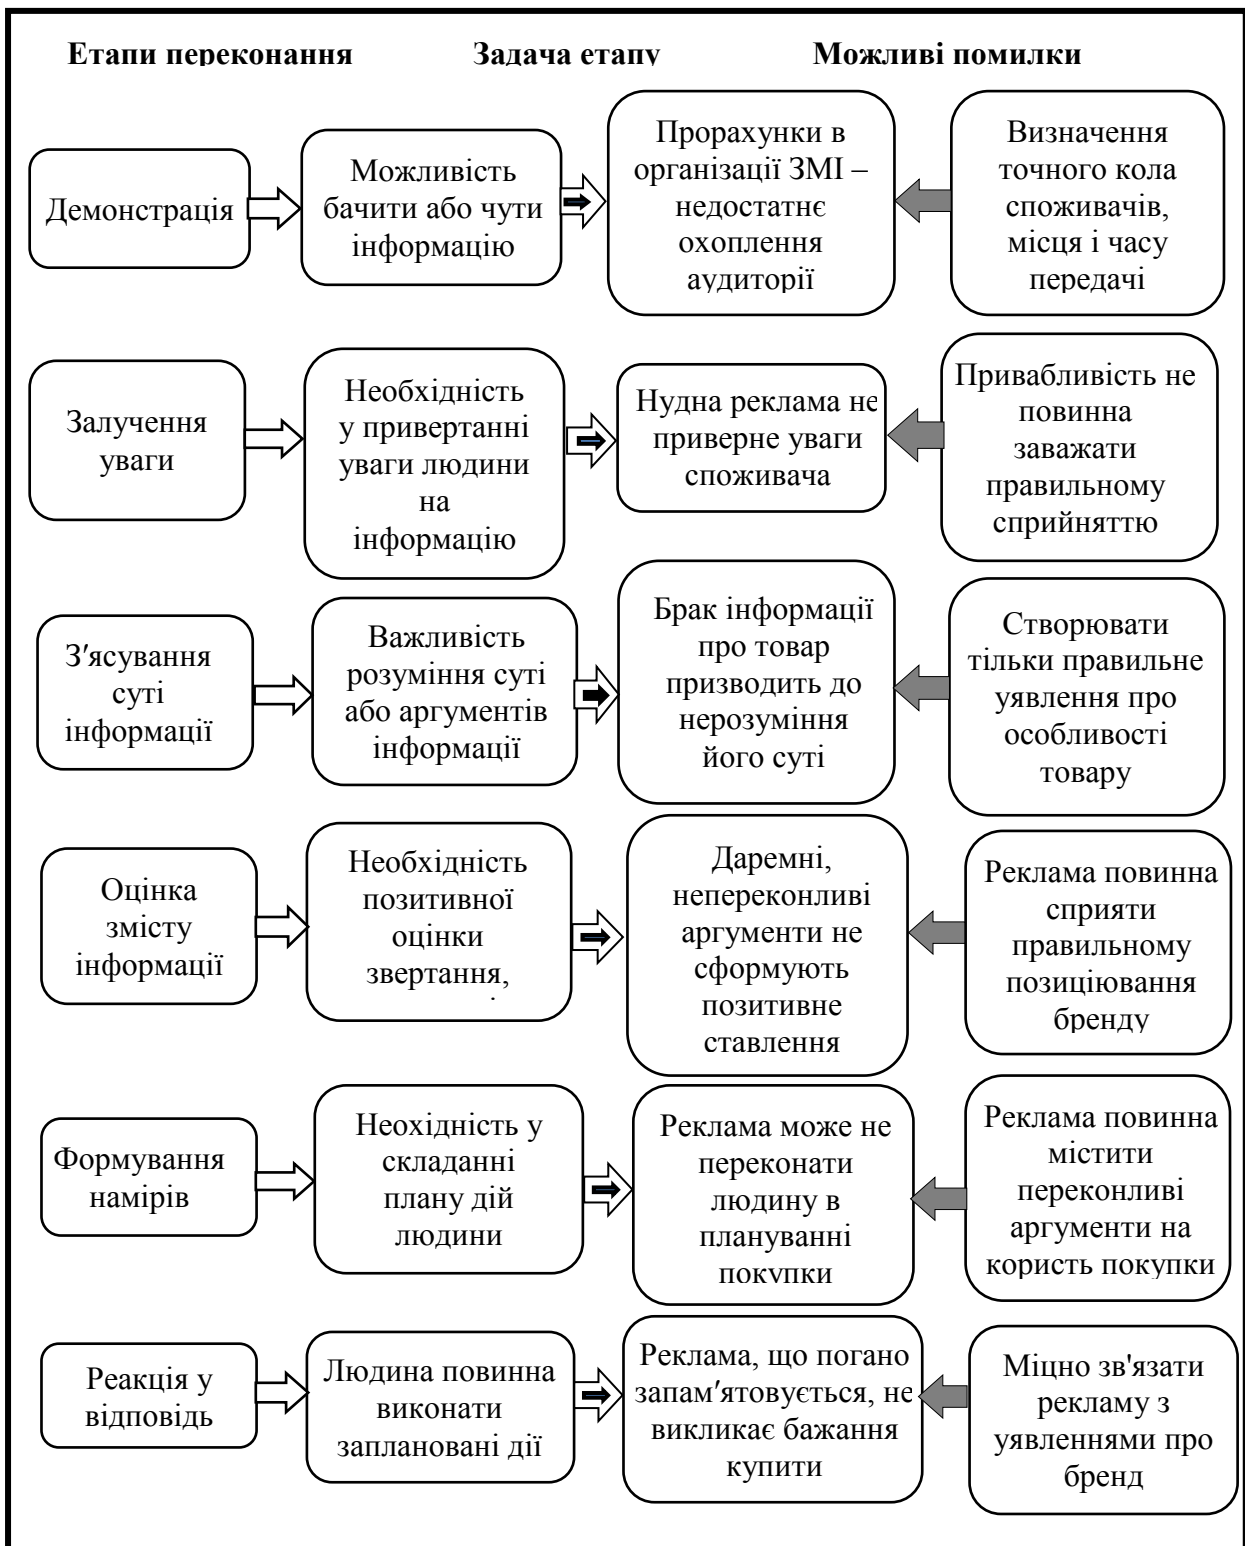 Етапи переконання
Задача етапу
Можливі помилки
Демонстрація
Можливість
бачити або чути
інформацію
Прорахунки в
організації ЗМІ –
недостатнє
охоплення
аудиторії
Визначення
точного кола
споживачів,
місця і часу
передачі
Залучення
уваги
Необхідність
у привертанні
уваги людини
на
інформацію
Нудна реклама не
приверне уваги
споживача
Привабливість не
повинна
заважати
правильному
сприйняттю
З'ясування
суті
інформації
Важливість
розуміння суті
або аргументів
інформації
Брак інформації
про товар
призводить до
нерозуміння
його суті
Створювати
тільки правильне
уявлення про
особливості
товару
Оцінка
змісту
інформації
Необхідність
позитивної
оцінки
звертання,
Даремні,
непереконливі
аргументи не
сформують
позитивне
ставлення
Реклама повинна
сприяти
правильному
позиціювання
бренду
Формування
намірів
Неохідність у
складанні
плану дій
людини
Реклама може не
переконати
людину в
плануванні
покупки
Реклама повинна
містити
переконливі
аргументи на
користь покупки
Реакція у
відповідь
Людина повинна
виконати
заплановані дії
Реклама, що погано
запам'ятовується, не
викликає бажання
купити
Міцно зв'язати
рекламу з
уявленнями про
бренд